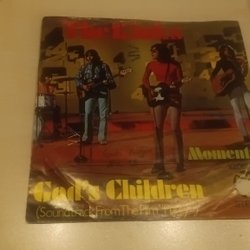 The Kinks
Moments
God's Children
(Soundtrack From The Film "Percy")